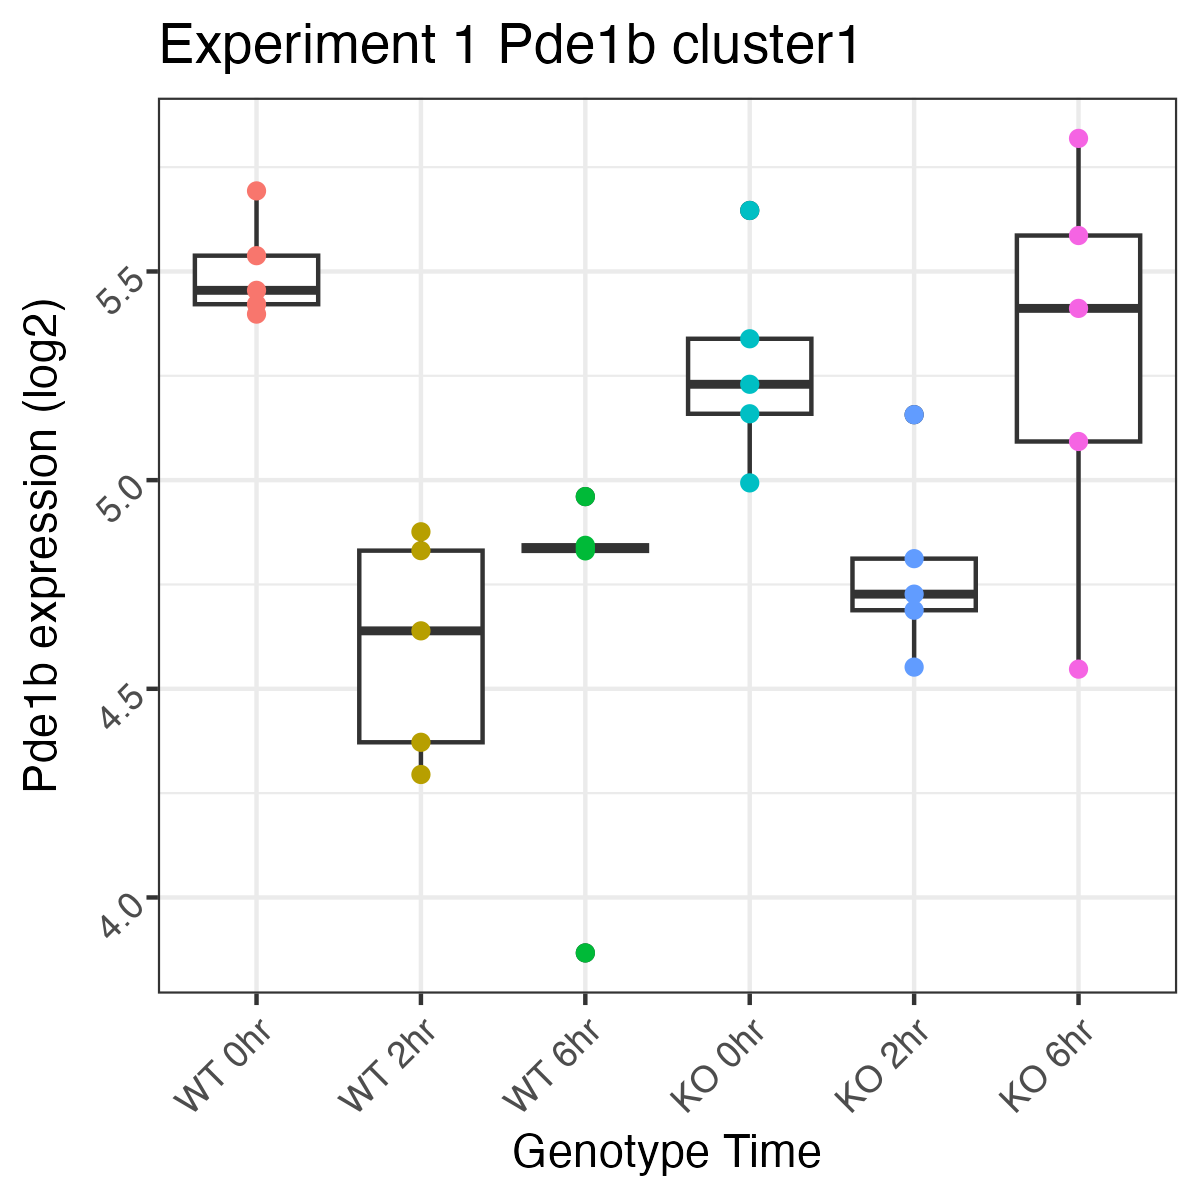 Experiment 1 Pde1b cluster1
Pde1b expression (log2)
5.5
5.0
4.5
4.0
WT 0hr
WT 2hr
WT 6hr
KO 0hr
KO 2hr
KO 6hr
Genotype Time